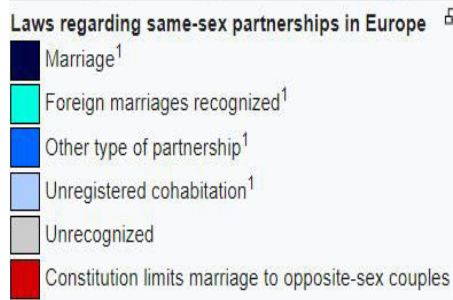 Laws regarding same-sex partnerships in Europe
Marriage¹
Foreign marriages recognized¹
Other type of partnership¹
Unregistered cohabitation¹
Unrecognized
Constitution limits marriage to opposite-sex couples